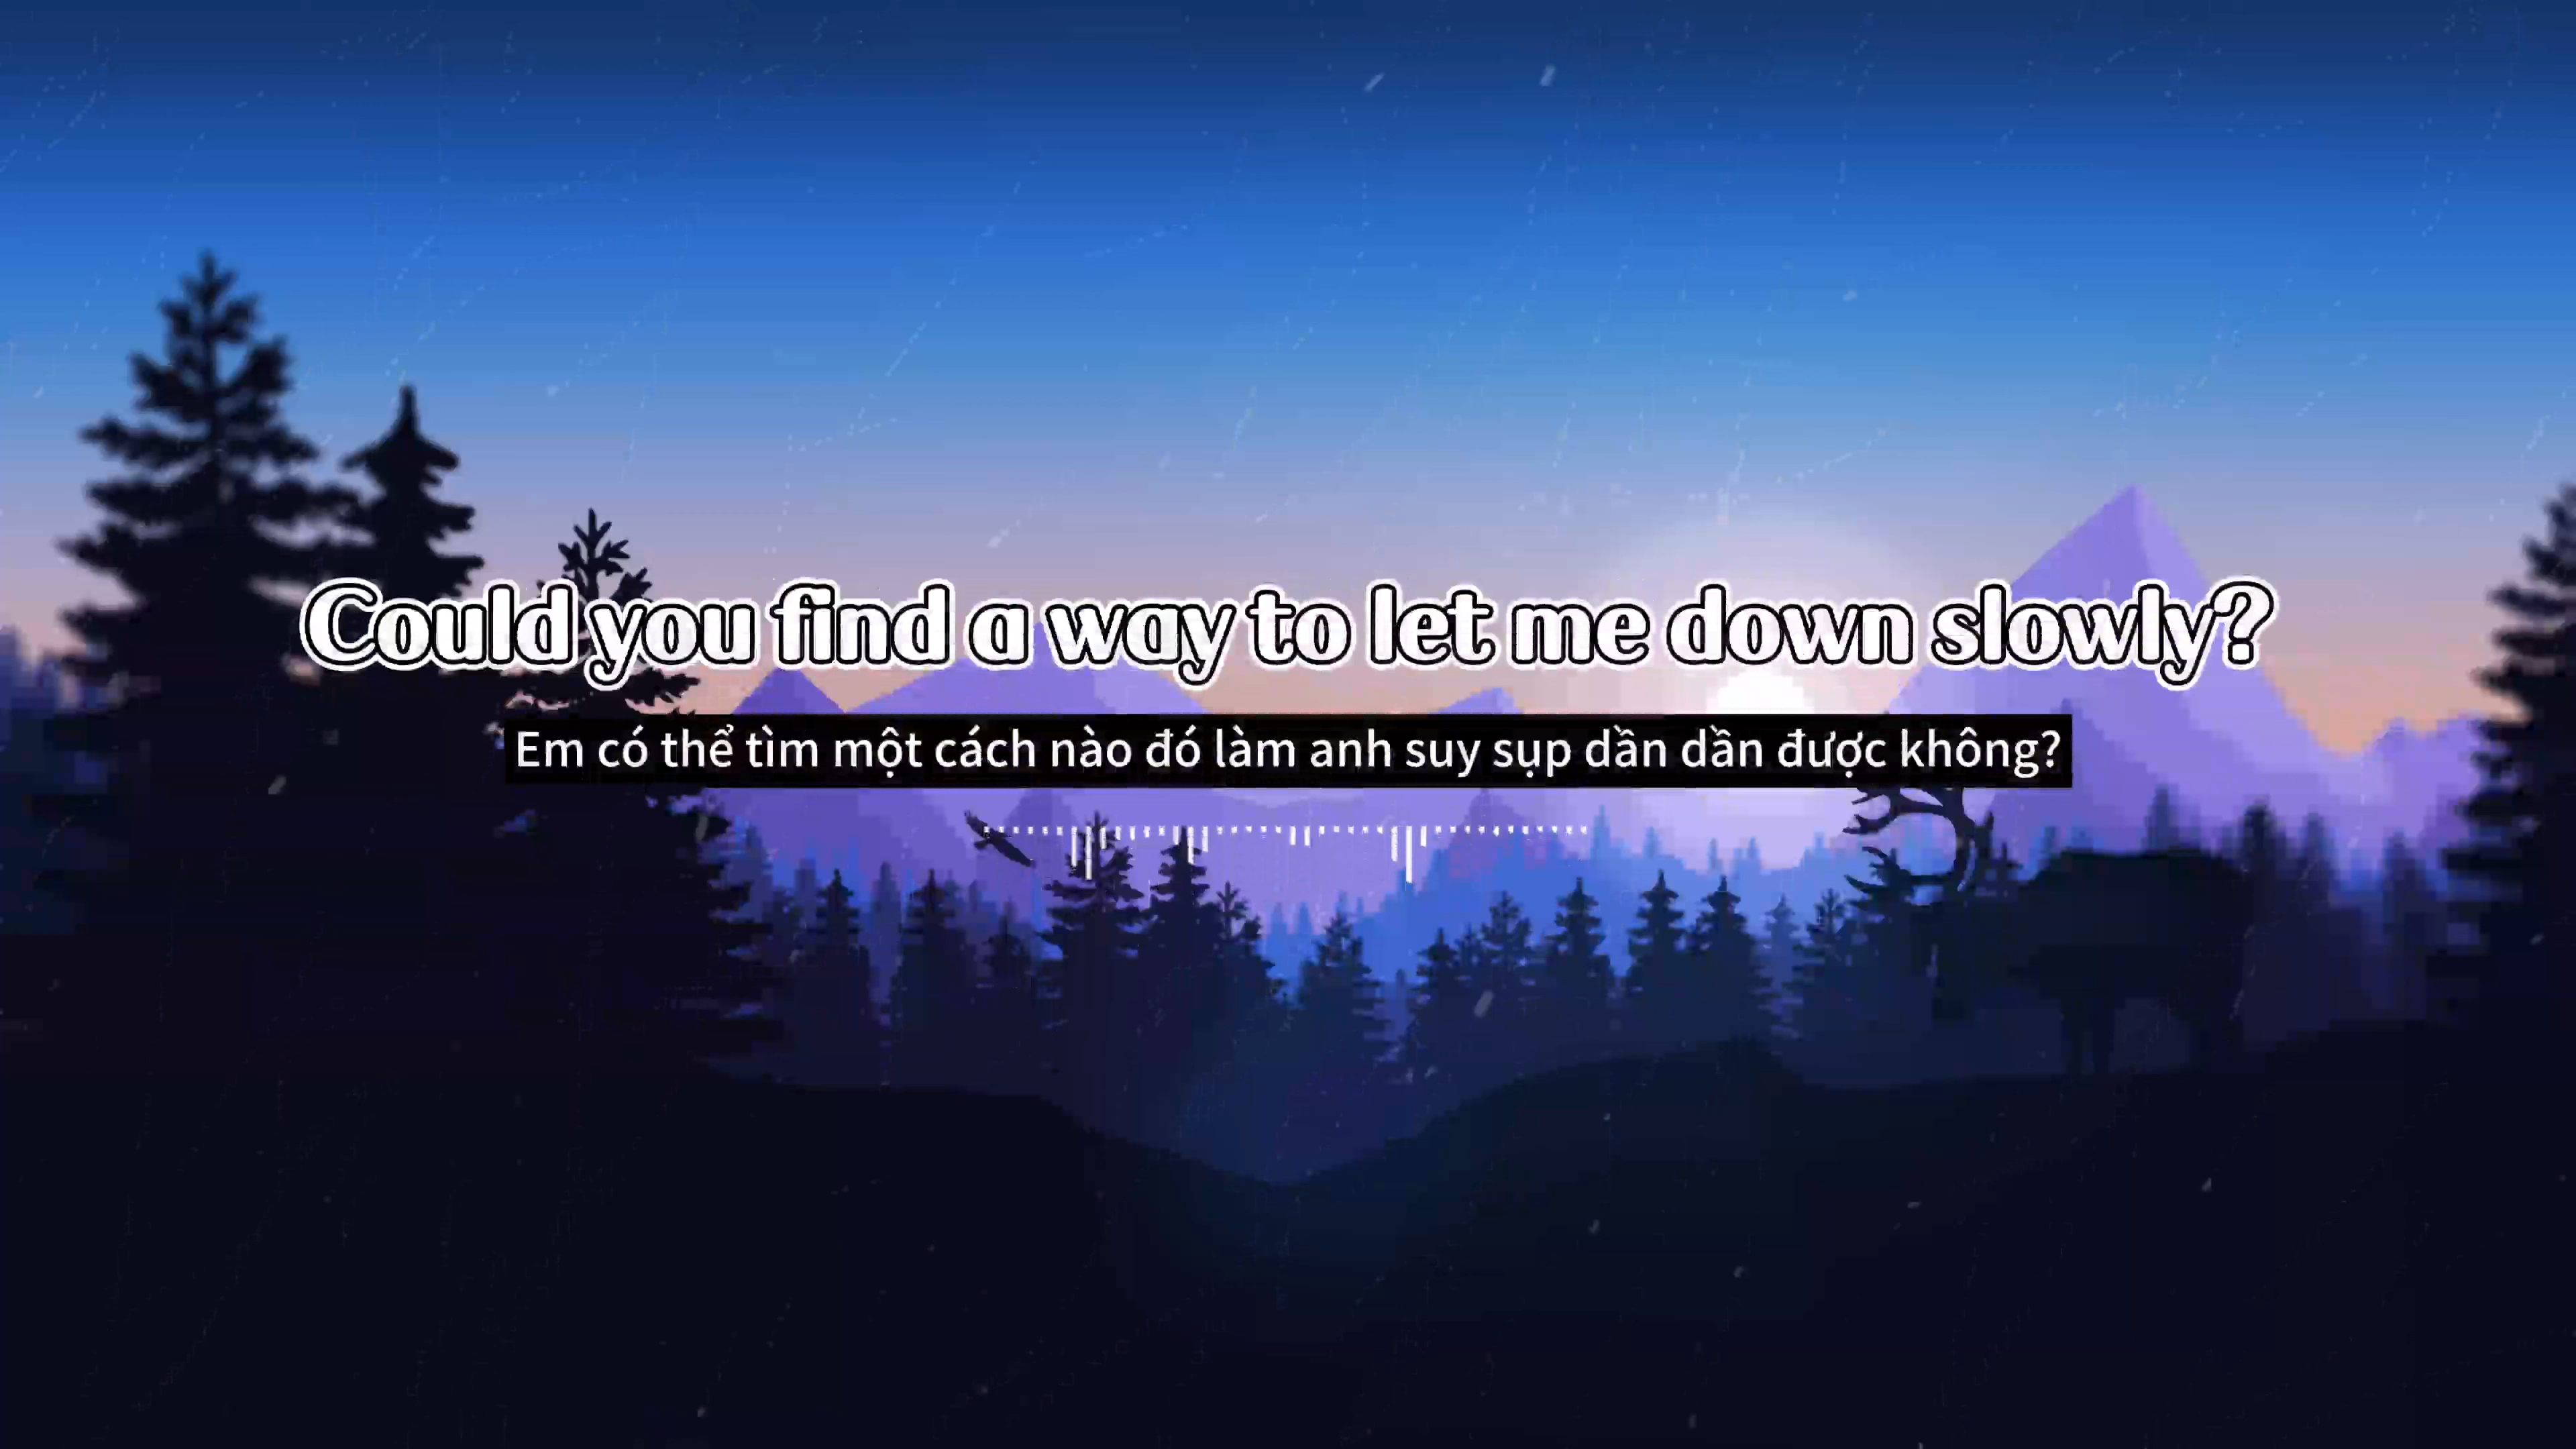 Could you find a way to let me down slowly?
Em có thể tìm một cách nào đó làm anh suy sụp dần dần được không?